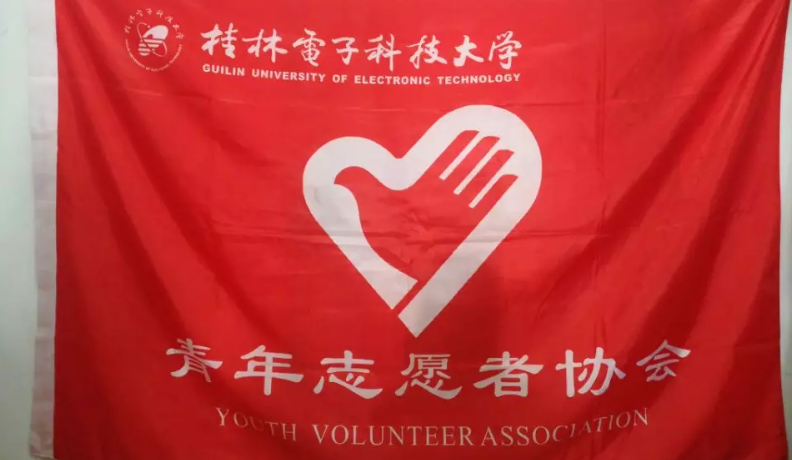 桂林電子科技大学
GUILIN UNIVERSITY OF ELECTRONIC TECHNOLOGY
青年志愿者协会
YOUTH VOLUNTEER ASSOCIATION